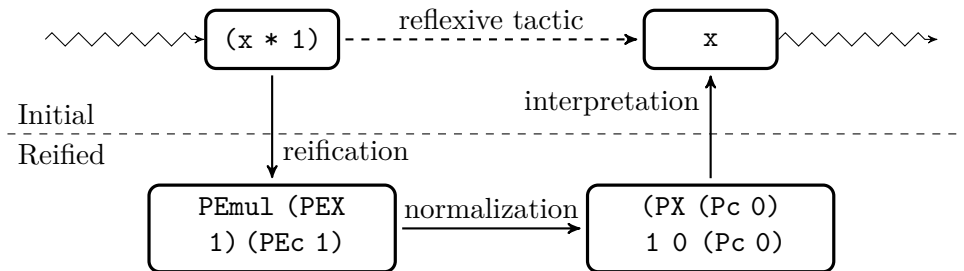 reflexive tactic
(x * 1)
x
interpretation
Initial
Reified
reification
PEmul (PEX
1) (PEc 1)
normalization
(PX (Pc 0)
1 0 (Pc 0)